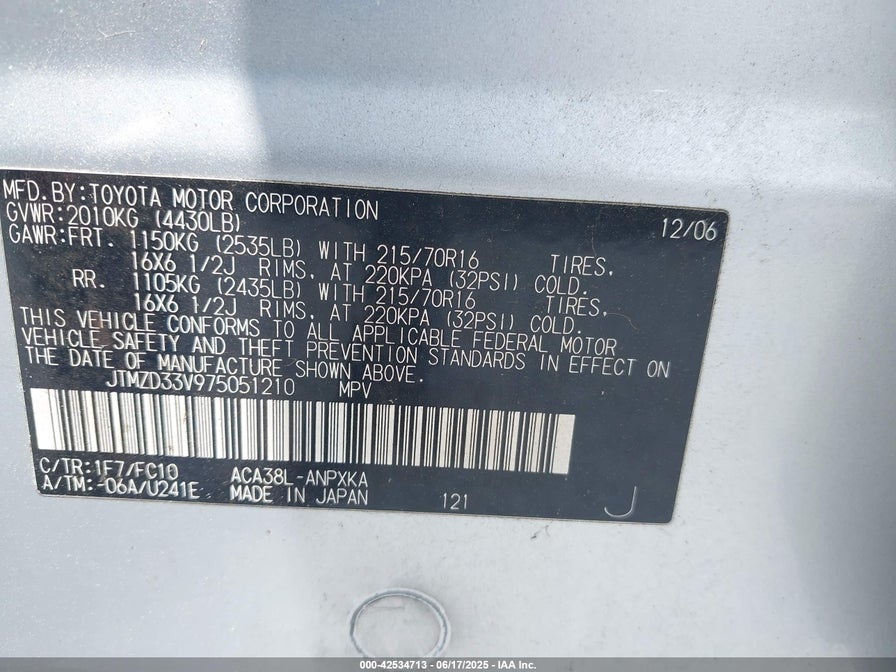 MFD.BY:TOYOTA MOTOR CORPORATION 12/06
GVWR:2010KG (4430LB)
GAWR:FRT. 1150KG (2535LB) WITH 215/70R16 TIRES,
16X6 1/2J RIMS, AT 220KPA (32PSI) COLD.
RR. 1105KG (2435LB) WITH 215/70R16 TIRES,
16X6 1/2J RIMS, AT 220KPA (32PSI) COLD.
THIS VEHICLE CONFORMS TO ALL APPLICABLE FEDERAL MOTOR
VEHICLE SAFETY AND THEFT PREVENTION STANDARDS IN EFFECT ON
THE DATE OF MANUFACTURE SHOWN ABOVE.
JTMZD33V975051210 MPV
C/TR:1F7/FC10 ACA38L-ANPXKA
A/TM:-06A/U241E MADE IN JAPAN 121 J
000-42534713 - 06/17/2025 - IAA Inc.